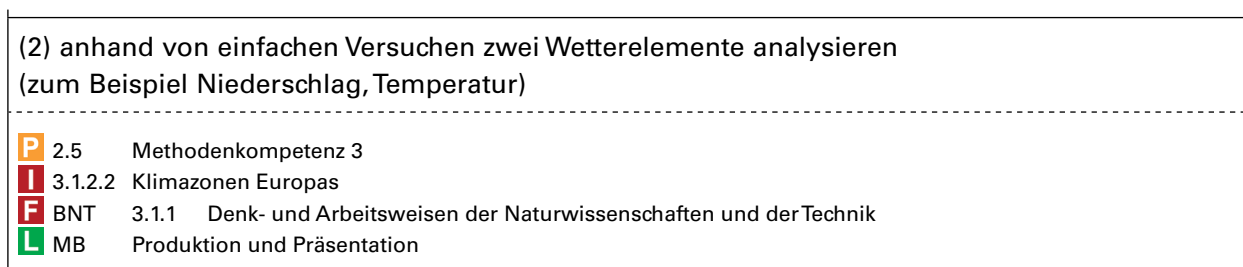 (2) anhand von einfachen Versuchen zwei Wetterelemente analysieren
(zum Beispiel Niederschlag, Temperatur)
P 2.5 Methodenkompetenz 3
I 3.1.2.2 Klimazonen Europas
F BNT 3.1.1 Denk- und Arbeitsweisen der Naturwissenschaften und der Technik
L MB Produktion und Präsentation